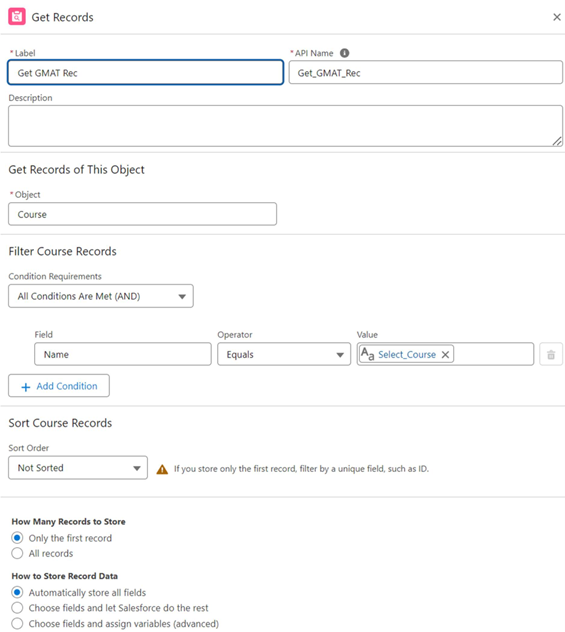 Get Records
* Label
* API Name
Get GMAT Rec
Get_GMAT_Rec
Description
Get Records of This Object
* Object
Course
Filter Course Records
Condition Requirements
All Conditions Are Met (AND)
Field
Operator
Value
Name
Equals
Aa Select_Course
+ Add Condition
Sort Course Records
Sort Order
Not Sorted
If you store only the first record, filter by a unique field, such as ID.
How Many Records to Store
Only the first record
All records
How to Store Record Data
Automatically store all fields
Choose fields and let Salesforce do the rest
Choose fields and assign variables (advanced)